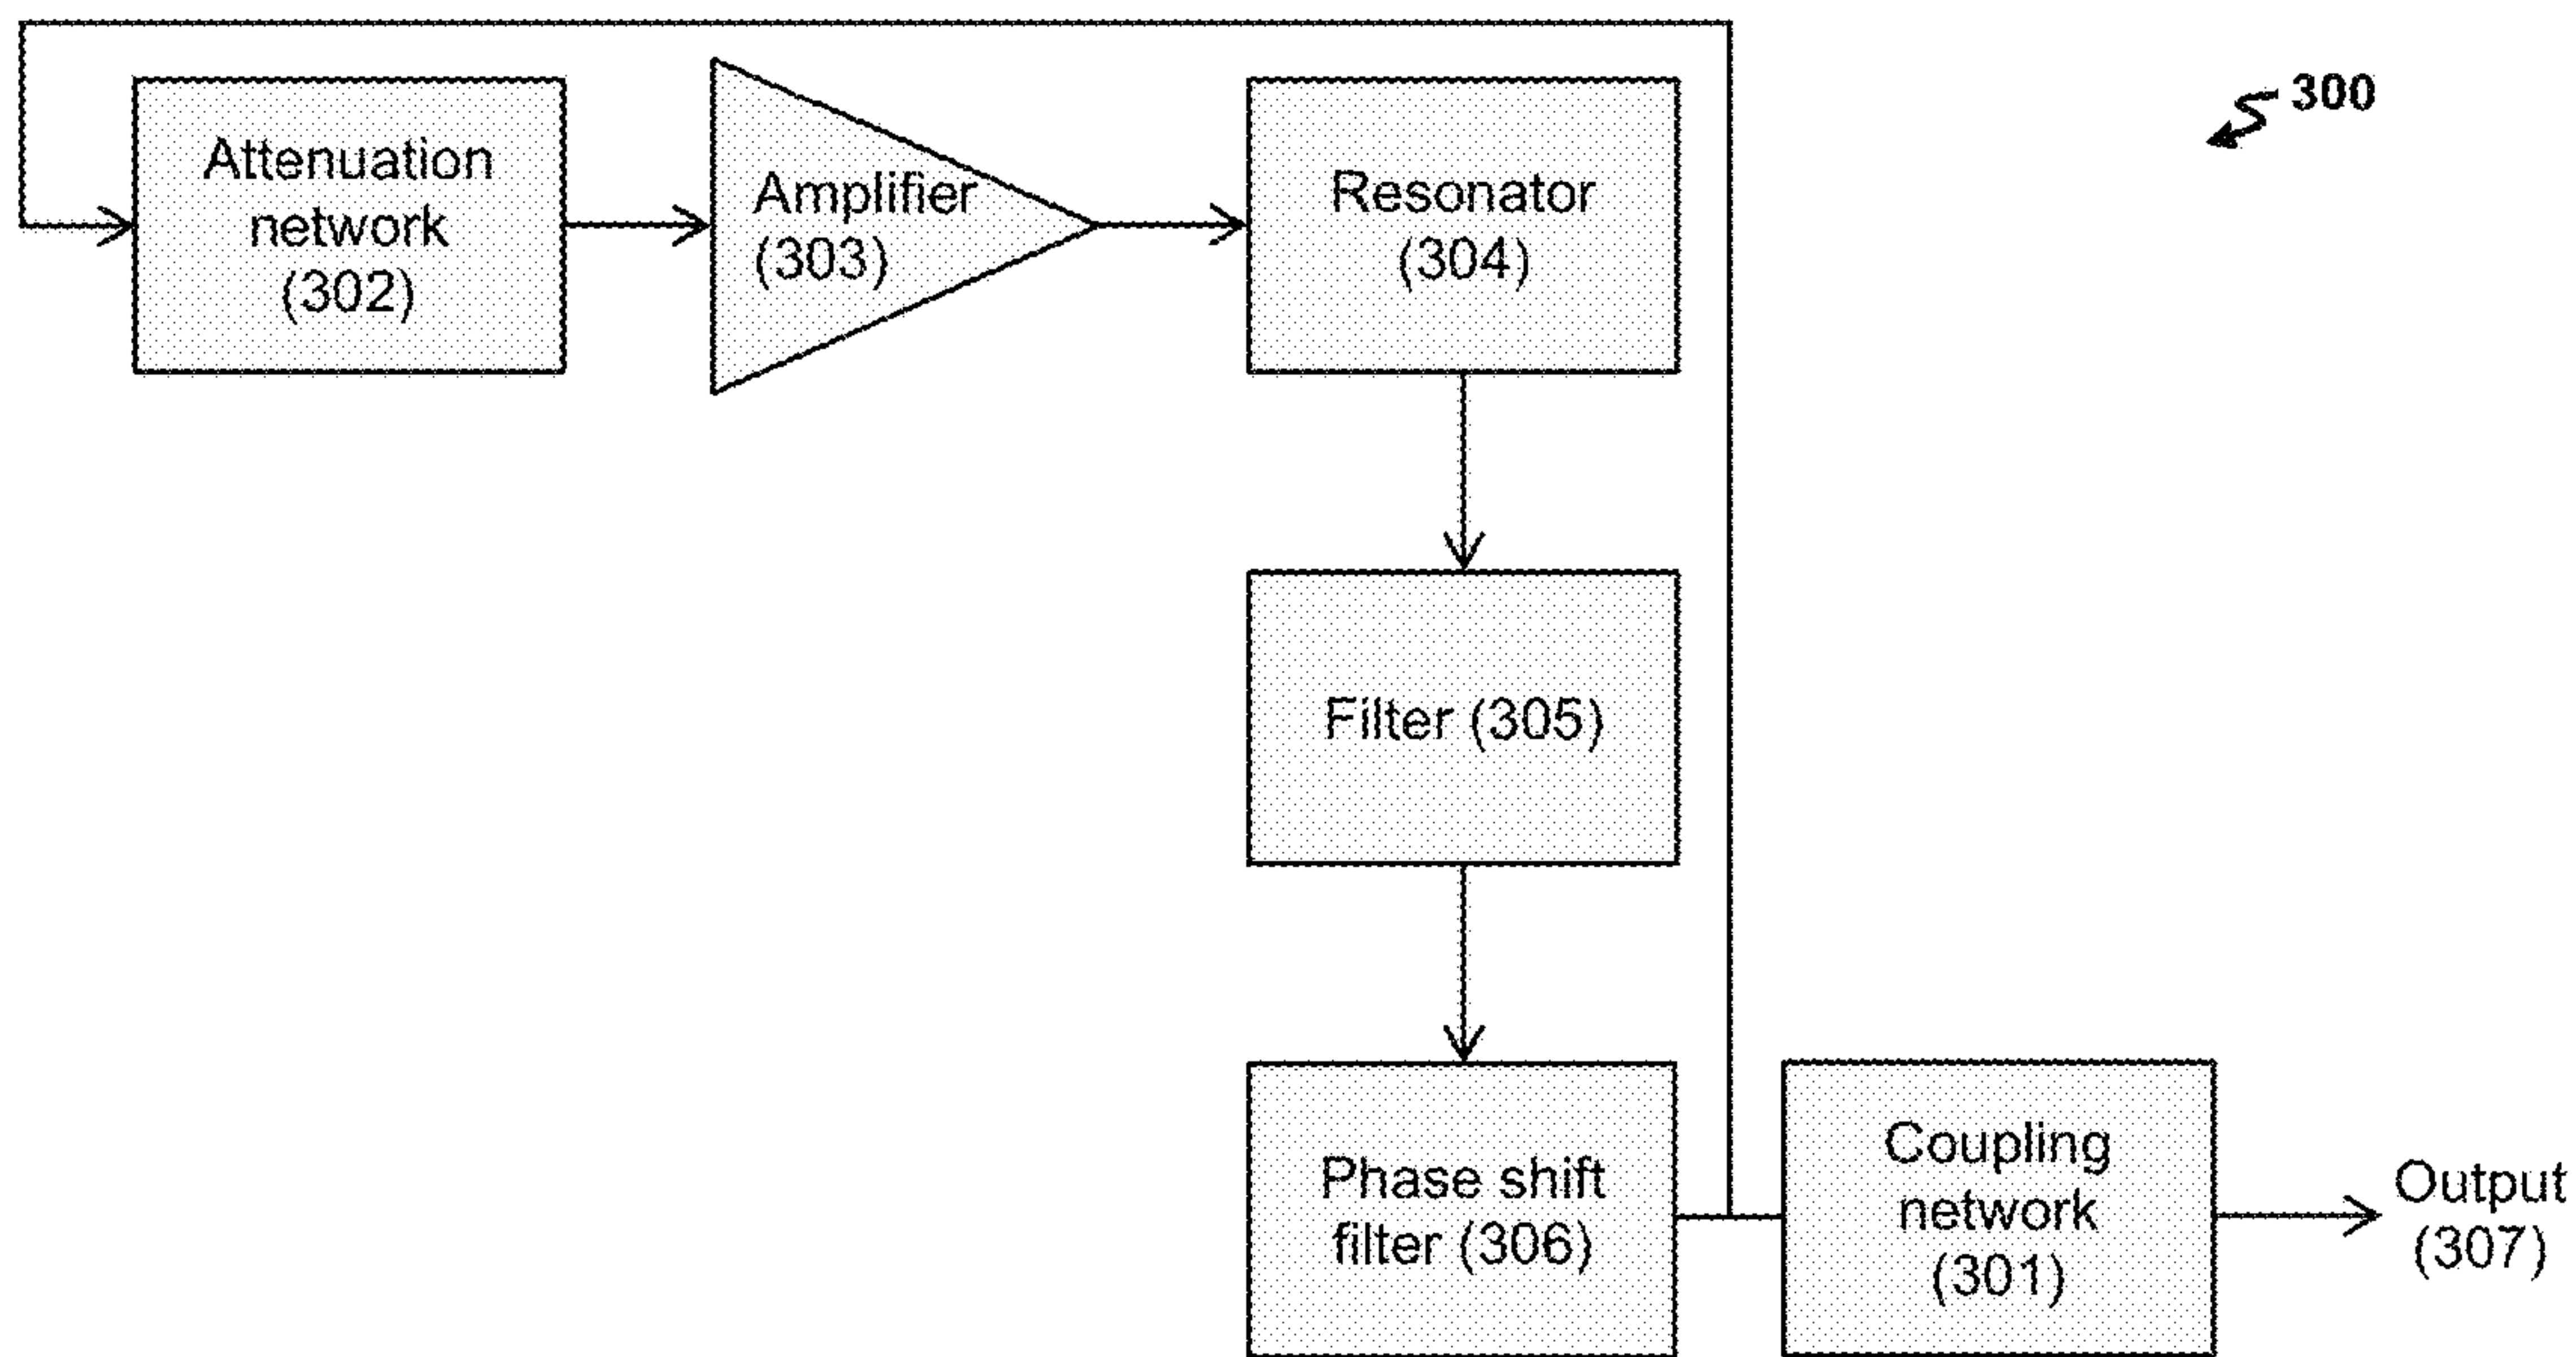 300
Attenuation
network
(302)
Amplifier
(303)
Resonator
(304)
Filter (305)
Phase shift
filter (306)
Coupling
network
(301)
Output
(307)